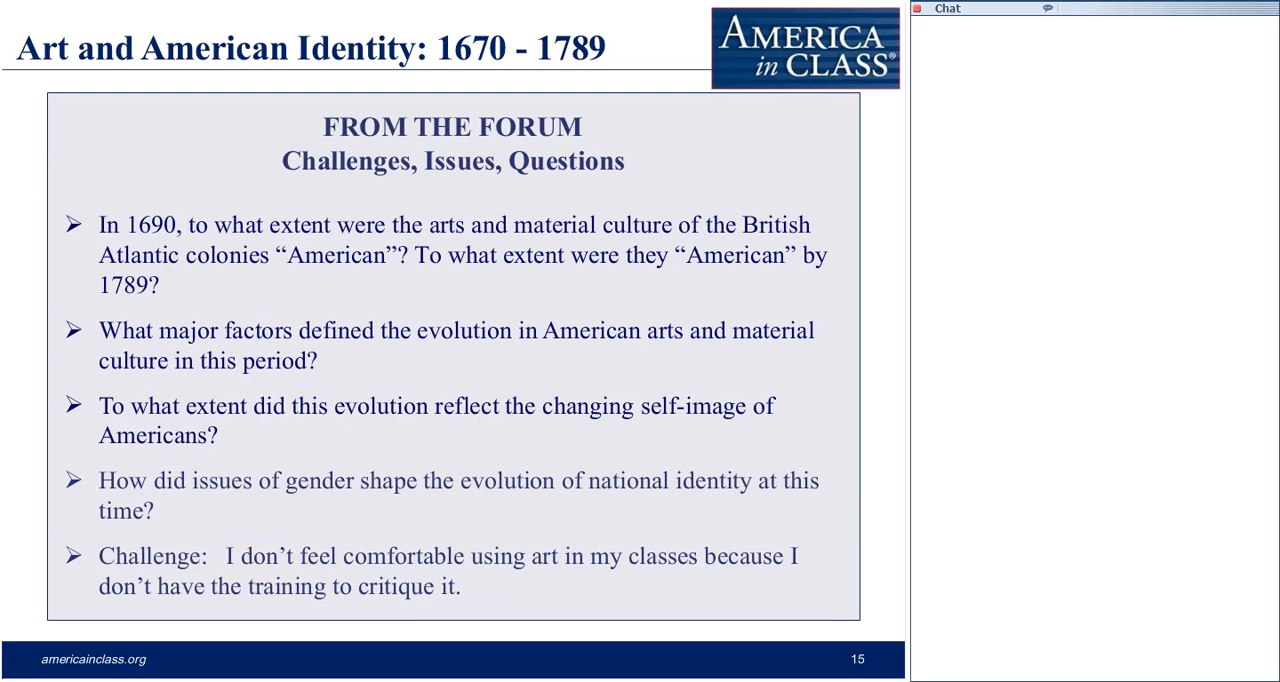 Art and American Identity: 1670 - 1789
AMERICA
in CLASS®
Chat
FROM THE FORUM
Challenges, Issues, Questions
In 1690, to what extent were the arts and material culture of the British
Atlantic colonies “American”? To what extent were they “American” by
1789?
What major factors defined the evolution in American arts and material
culture in this period?
To what extent did this evolution reflect the changing self-image of
Americans?
How did issues of gender shape the evolution of national identity at this
time?
Challenge:   I don’t feel comfortable using art in my classes because I
don’t have the training to critique it.
americainclass.org
15